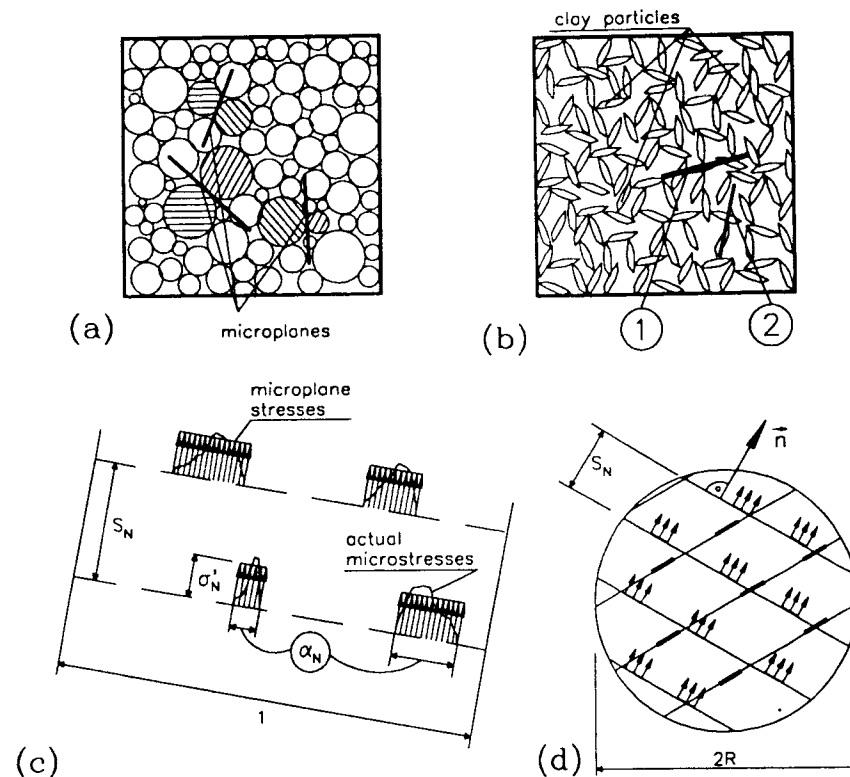 clay particles
(a)
microplanes
(b)
1
2
microplane
stresses
S_N
σ'_N
actual
microstresses
α_N
1
(c)
S_N
n⃗
2R
(d)